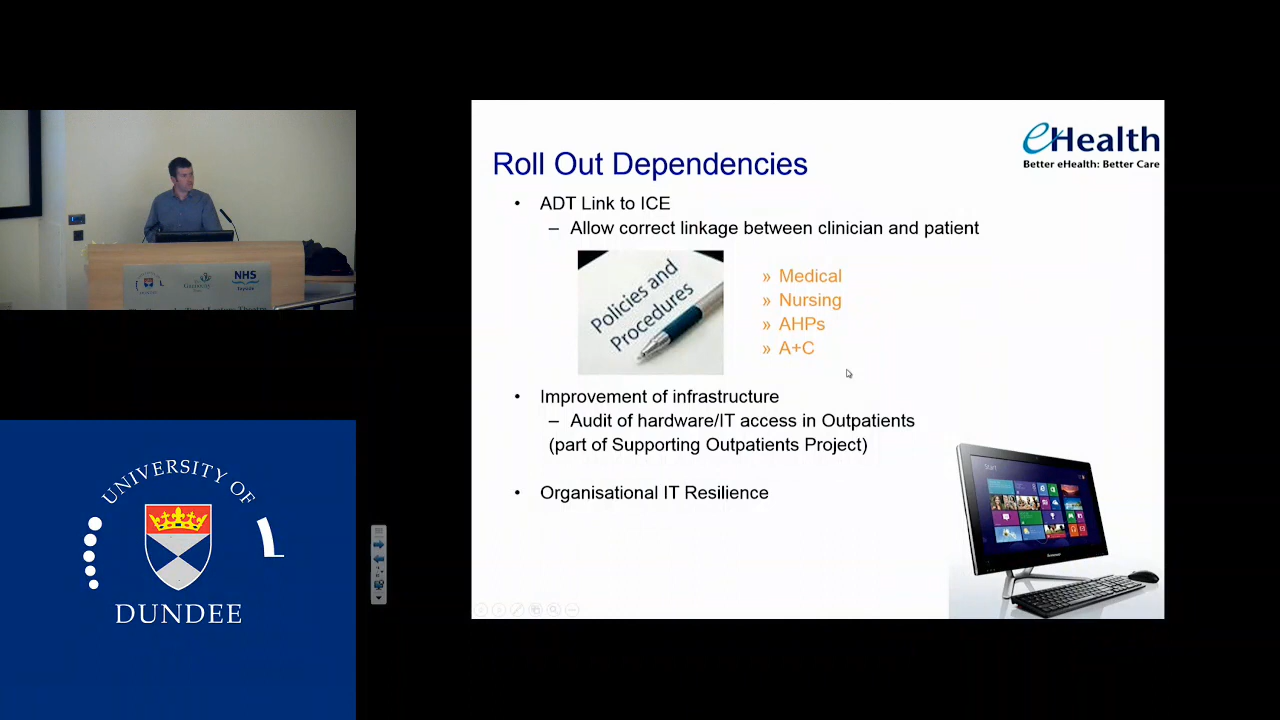 eHealth
Better eHealth: Better Care
Roll Out Dependencies
• ADT Link to ICE
– Allow correct linkage between clinician and patient
Policies and
Procedures
» Medical
» Nursing
» AHPs
» A+C
• Improvement of infrastructure
– Audit of hardware/IT access in Outpatients
(part of Supporting Outpatients Project)
• Organisational IT Resilience
Start
NHS
UNIVERSITY OF
DUNDEE